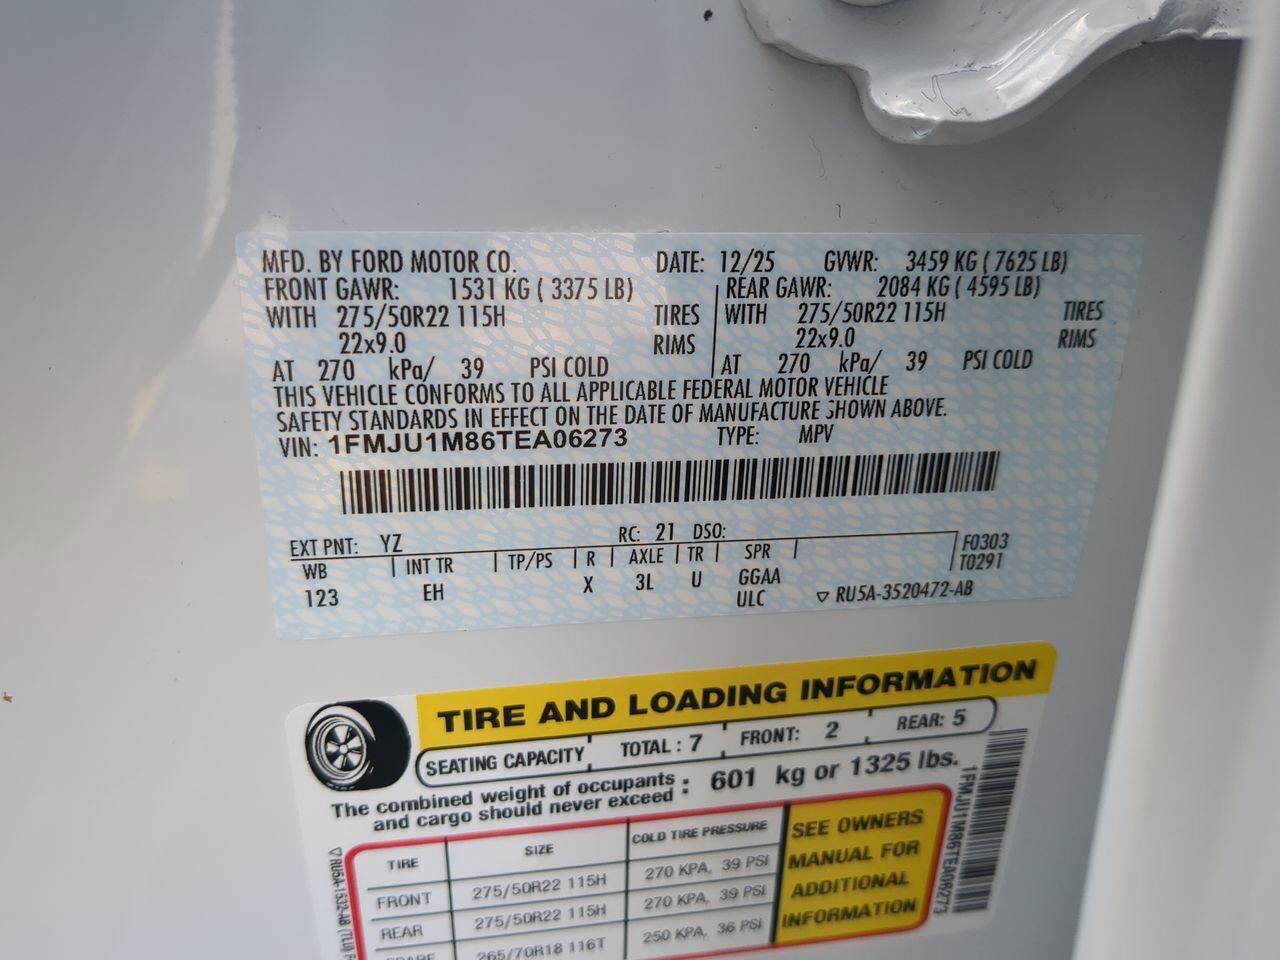 MFD. BY FORD MOTOR CO. DATE: 12/25 GVWR: 3459 KG ( 7625 LB)
FRONT GAWR: 1531 KG ( 3375 LB) REAR GAWR: 2084 KG ( 4595 LB)
WITH 275/50R22 115H TIRES WITH 275/50R22 115H TIRES
22x9.0 RIMS 22x9.0 RIMS
AT 270 kPa/ 39 PSI COLD AT 270 kPa/ 39 PSI COLD
THIS VEHICLE CONFORMS TO ALL APPLICABLE FEDERAL MOTOR VEHICLE
SAFETY STANDARDS IN EFFECT ON THE DATE OF MANUFACTURE SHOWN ABOVE.
VIN: 1FMJU1M86TEA06273 TYPE: MPV
EXT PNT: YZ RC: 21 DSO:
WB INT TR TP/PS R AXLE TR SPR F0303
123 EH X 3L U GGAA T0291
ULC ▽ RU5A-3520472-AB
TIRE AND LOADING INFORMATION
SEATING CAPACITY TOTAL : 7 FRONT: 2 REAR: 5
The combined weight of occupants
and cargo should never exceed : 601 kg or 1325 lbs.
TIRE SIZE COLD TIRE PRESSURE
FRONT 275/50R22 115H 270 KPA, 39 PSI
REAR 275/50R22 115H 270 KPA, 39 PSI
SPARE 265/70R18 116T 250 KPA, 36 PSI
SEE OWNERS
MANUAL FOR
ADDITIONAL
INFORMATION
1FMJU1M86TEA06273
▽ RU5A-1532-AB (7LU)